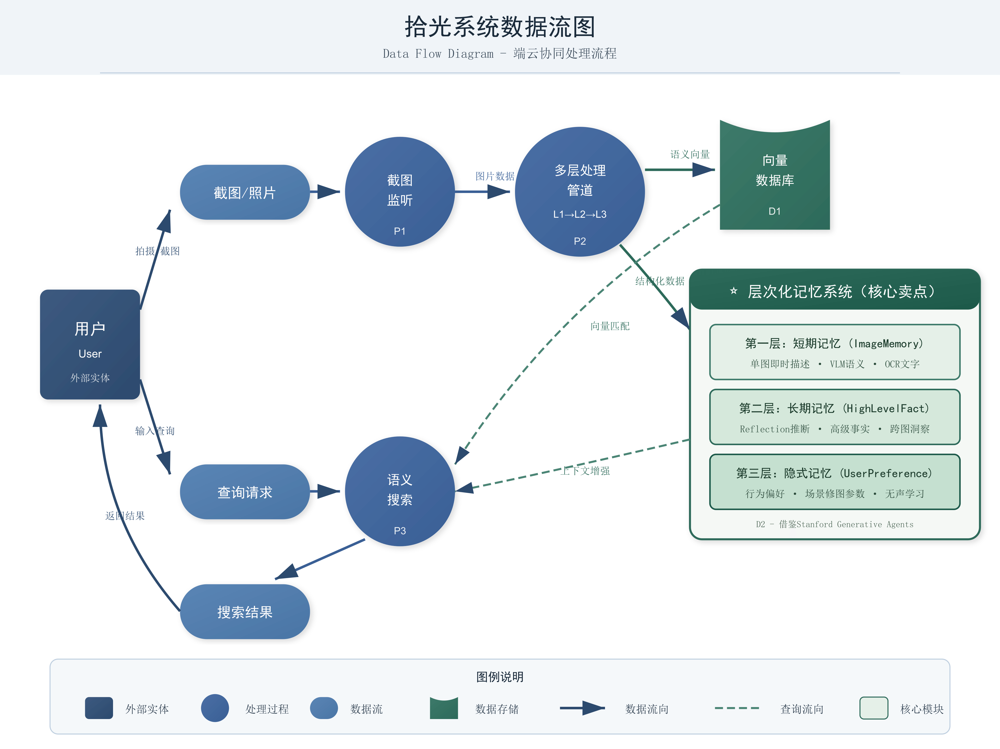 拾光系统数据流图
Data Flow Diagram - 端云协同处理流程
截图/照片
截图
监听
P1
图片数据
多层处理
管道
L1→L2→L3
P2
语义向量
向量
数据库
D1
拍摄/截图
结构化数据
用户
User
外部实体
向量匹配
☆ 层次化记忆系统（核心卖点）
第一层：短期记忆（ImageMemory）
单图即时描述 • VLM语义 • OCR文字
第二层：长期记忆（HighLevelFact）
Reflection推断 • 高级事实 • 跨图洞察
第三层：隐式记忆（UserPreference）
行为偏好 • 场景修图参数 • 无声学习
D2 - 借鉴Stanford Generative Agents
输入查询
查询请求
语义
搜索
P3
上下文增强
返回结果
搜索结果
图例说明
外部实体
处理过程
数据流
数据存储
数据流向
查询流向
核心模块